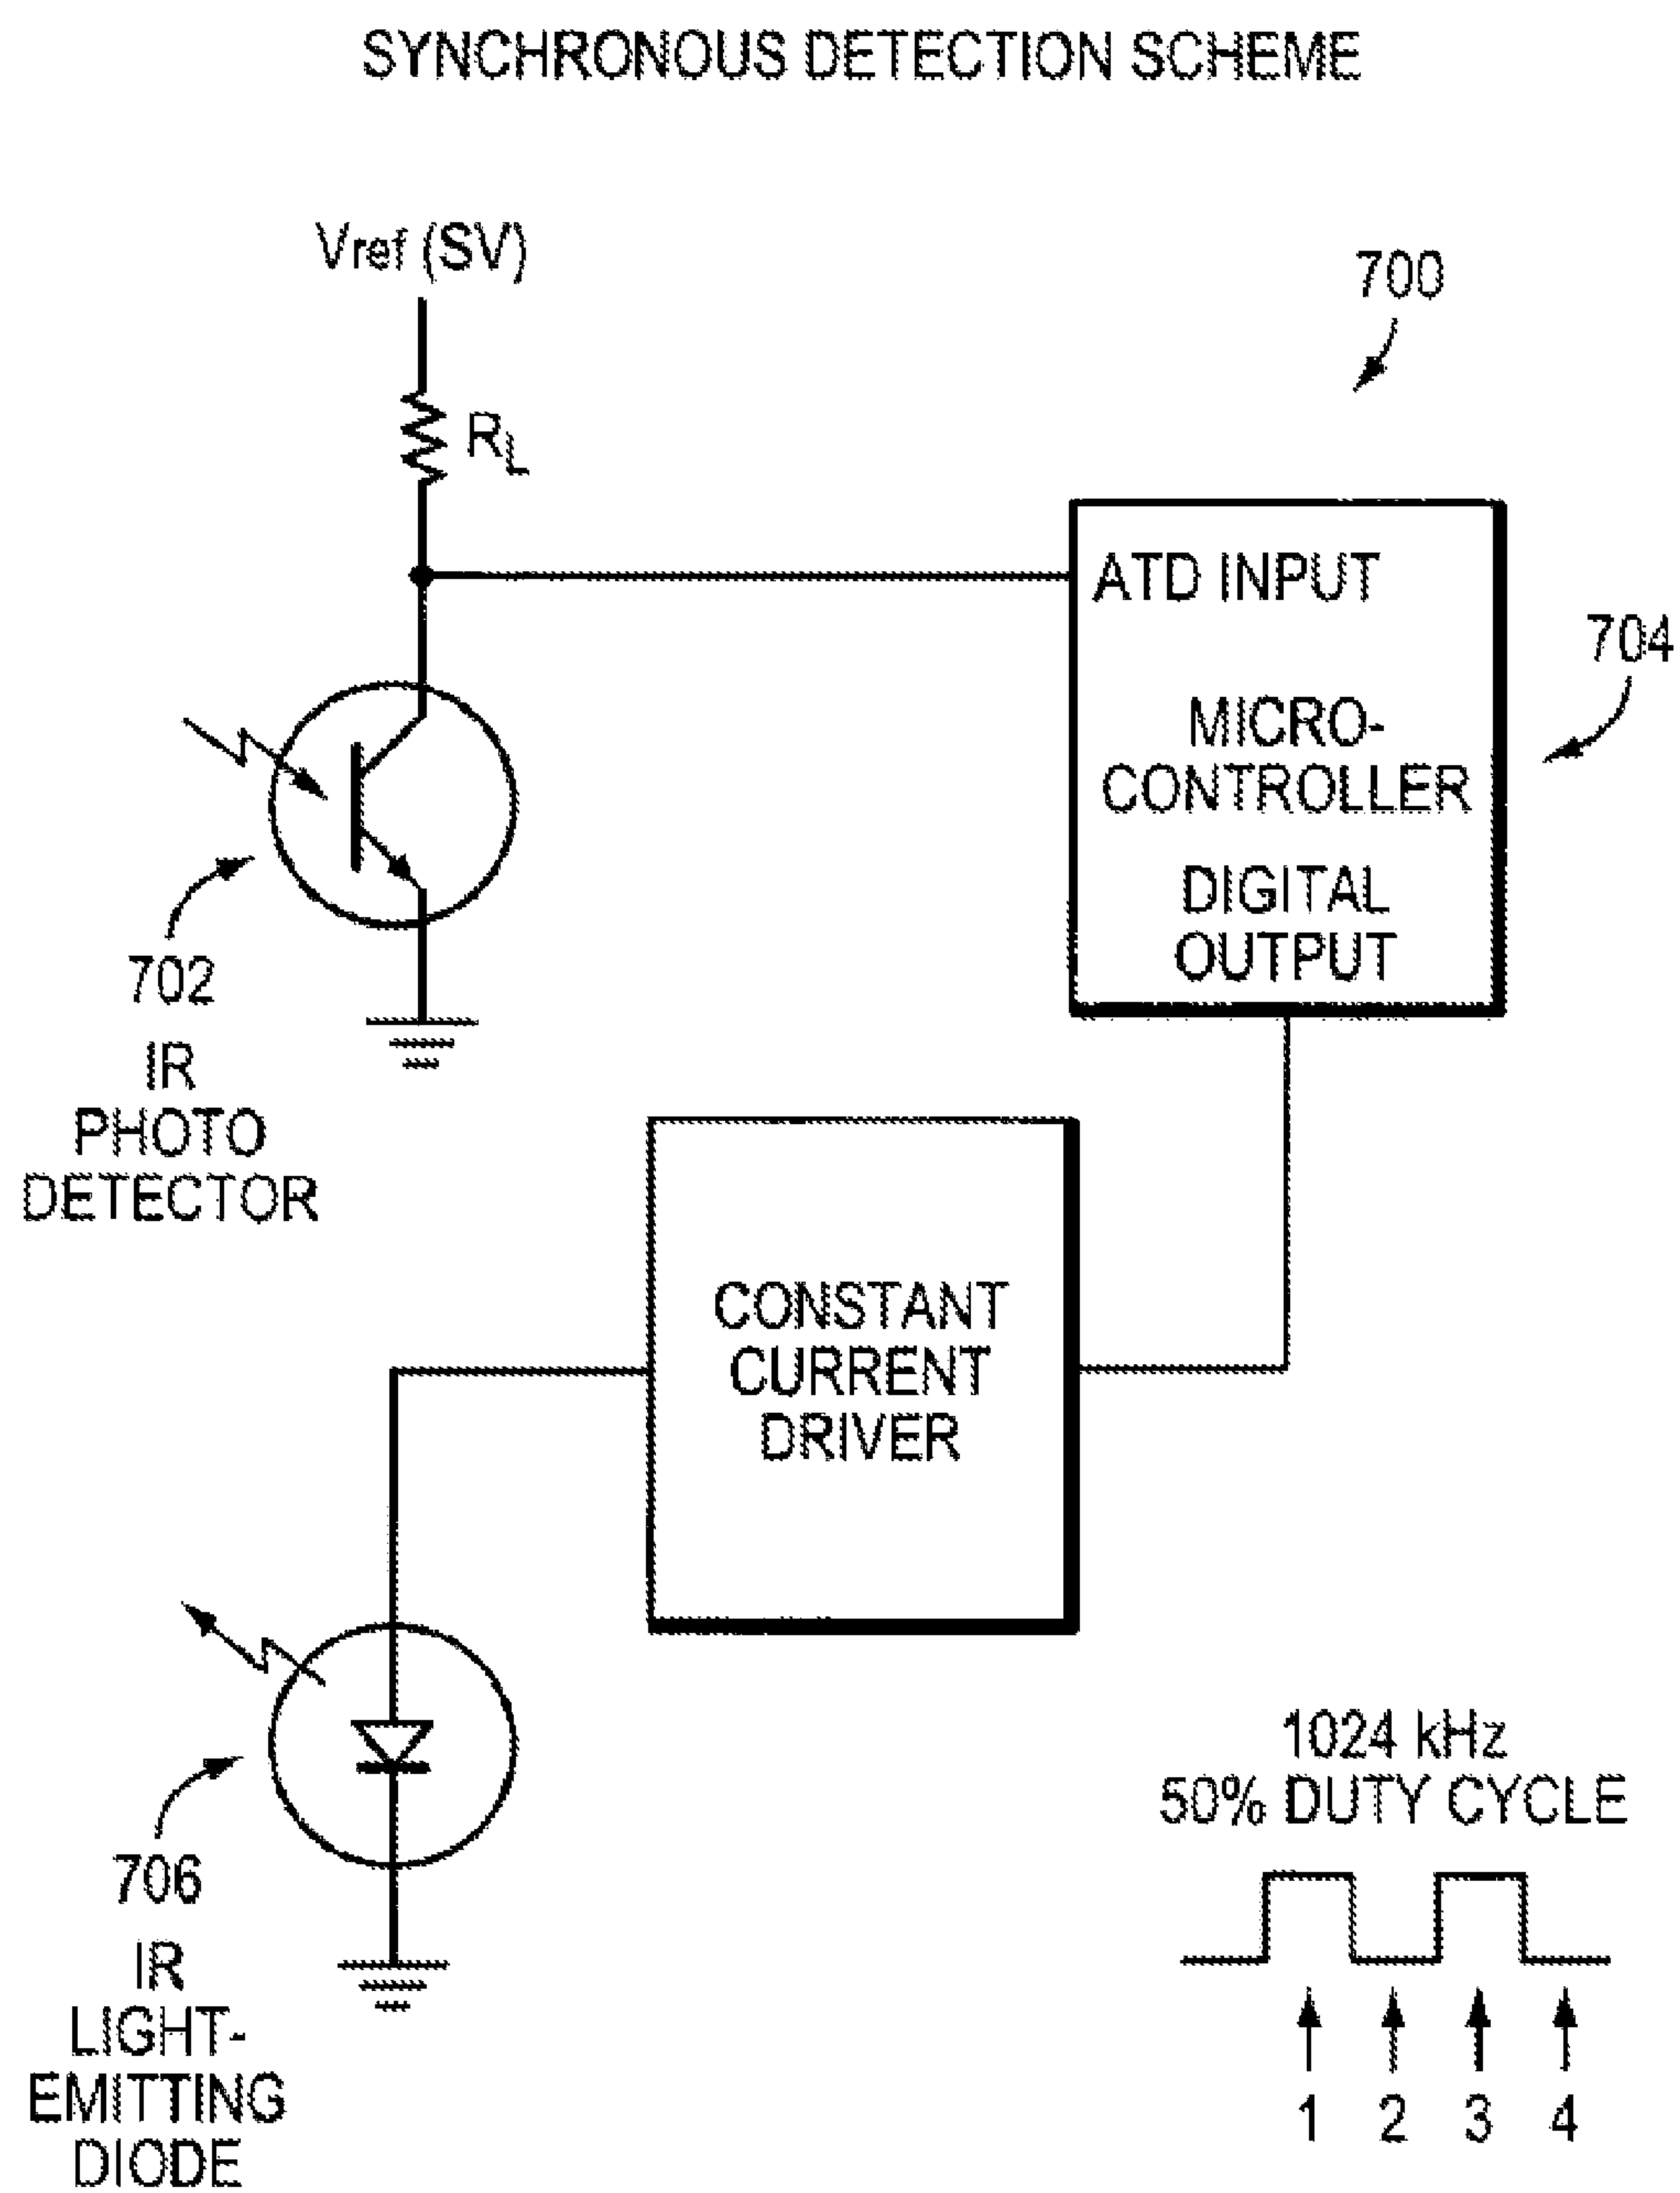 SYNCHRONOUS DETECTION SCHEME
Vref (SV)
700
RL
ATD INPUT
704
MICRO-
CONTROLLER
DIGITAL
OUTPUT
702
IR
PHOTO
DETECTOR
CONSTANT
CURRENT
DRIVER
1024 kHz
50% DUTY CYCLE
706
IR
LIGHT-
EMITTING
DIODE
1 2 3 4